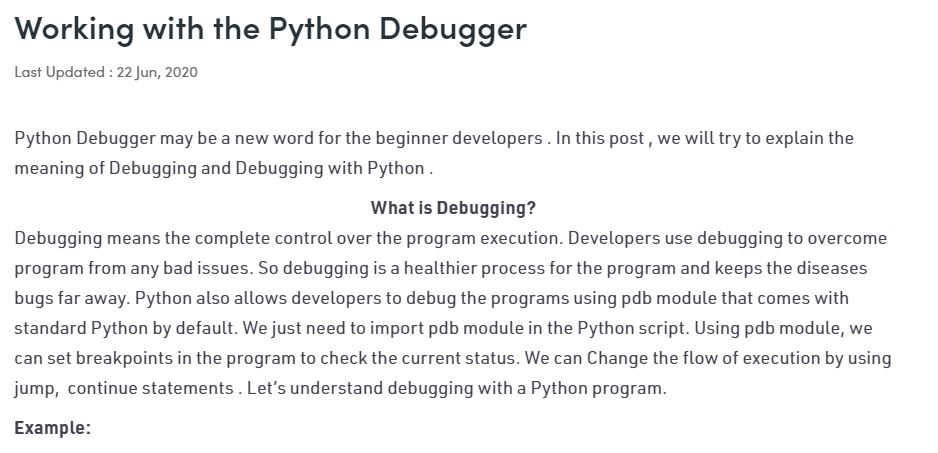 Working with the Python Debugger
Last Updated : 22 Jun, 2020
Python Debugger may be a new word for the beginner developers . In this post , we will try to explain the
meaning of Debugging and Debugging with Python .
What is Debugging?
Debugging means the complete control over the program execution. Developers use debugging to overcome
program from any bad issues. So debugging is a healthier process for the program and keeps the diseases
bugs far away. Python also allows developers to debug the programs using pdb module that comes with
standard Python by default. We just need to import pdb module in the Python script. Using pdb module, we
can set breakpoints in the program to check the current status. We can Change the flow of execution by using
jump,  continue statements . Let’s understand debugging with a Python program.
Example: